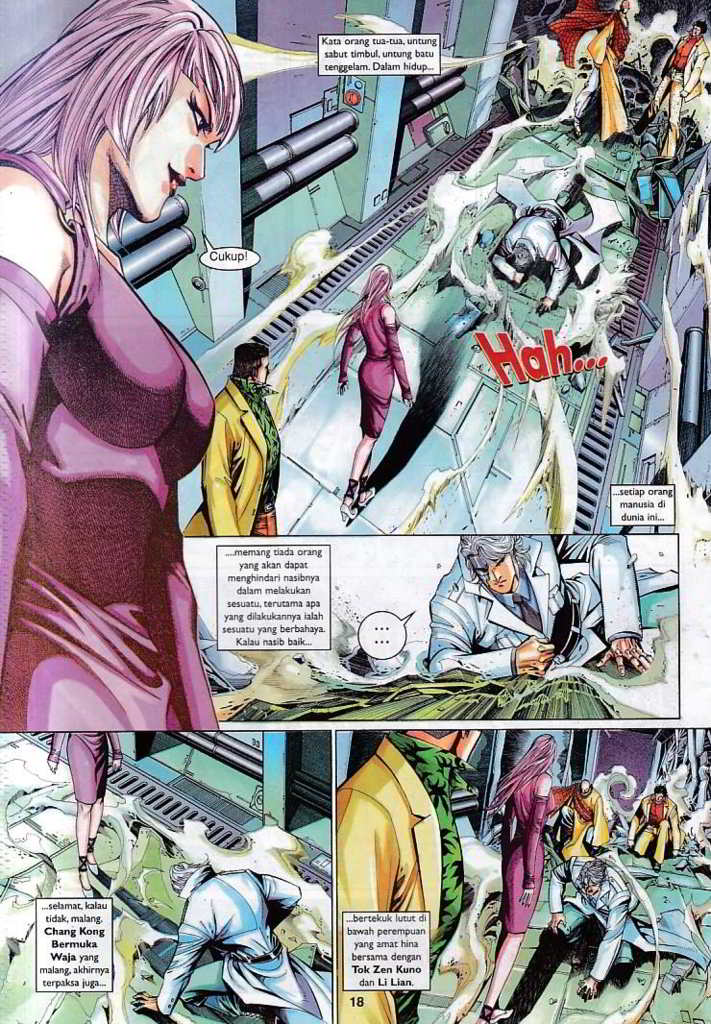 Kata orang tua-tua, untung
sabut timbul, untung batu
tenggelam. Dalam hidup...
Cukup!
Hah...
...setiap orang
manusia di
dunia ini...
....memang tiada orang
yang akan dapat
menghindari nasibnya
dalam melakukan
sesuatu, terutama apa
yang dilakukannya ialah
sesuatu yang berbahaya.
Kalau nasib baik...
...
...
...selamat, kalau
tidak, malang.
Chang Kong
Bermuka
Waja yang
malang, akhirnya
terpaksa juga...
...bertekuk lutut di
bawah perempuan
yang amat hina
bersama dengan
Tok Zen Kuno
dan Li Lian.
18